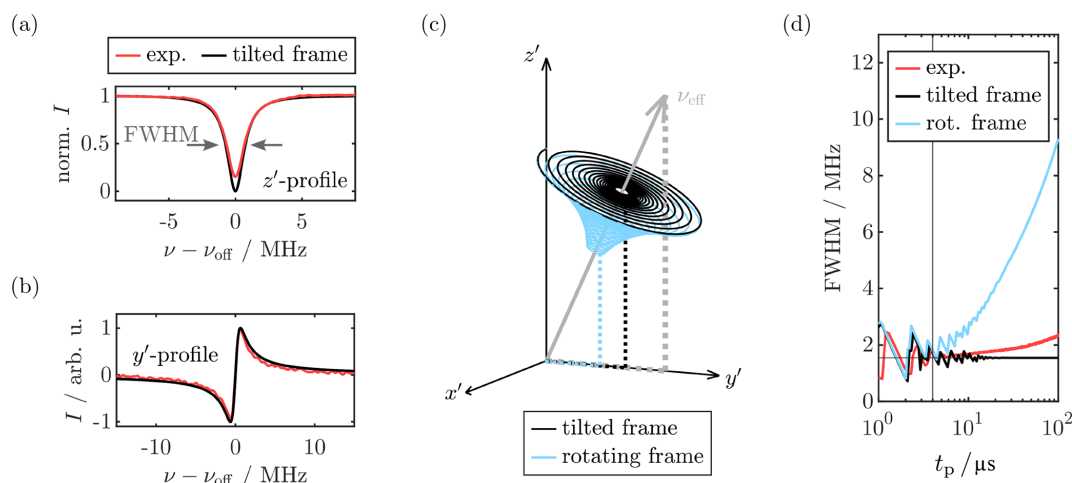 (a)
exp. tilted frame
norm. I
1
0.5
0
FWHM
z′-profile
-5 0 5
ν − ν_off / MHz
(b)
I / arb. u.
1
0
-1
y′-profile
-10 0 10
ν − ν_off / MHz
(c)
z′
ν_eff
x′
y′
tilted frame
rotating frame
(d)
FWHM / MHz
12
10
8
6
4
2
0
exp.
tilted frame
rot. frame
10^0 10^1 10^2
t_p / μs